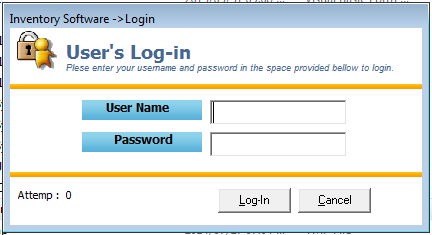 Inventory Software ->Login
User's Log-in
Please enter your username and password in the space provided bellow to login.
User Name
Password
Attemp : 0
Log-In
Cancel